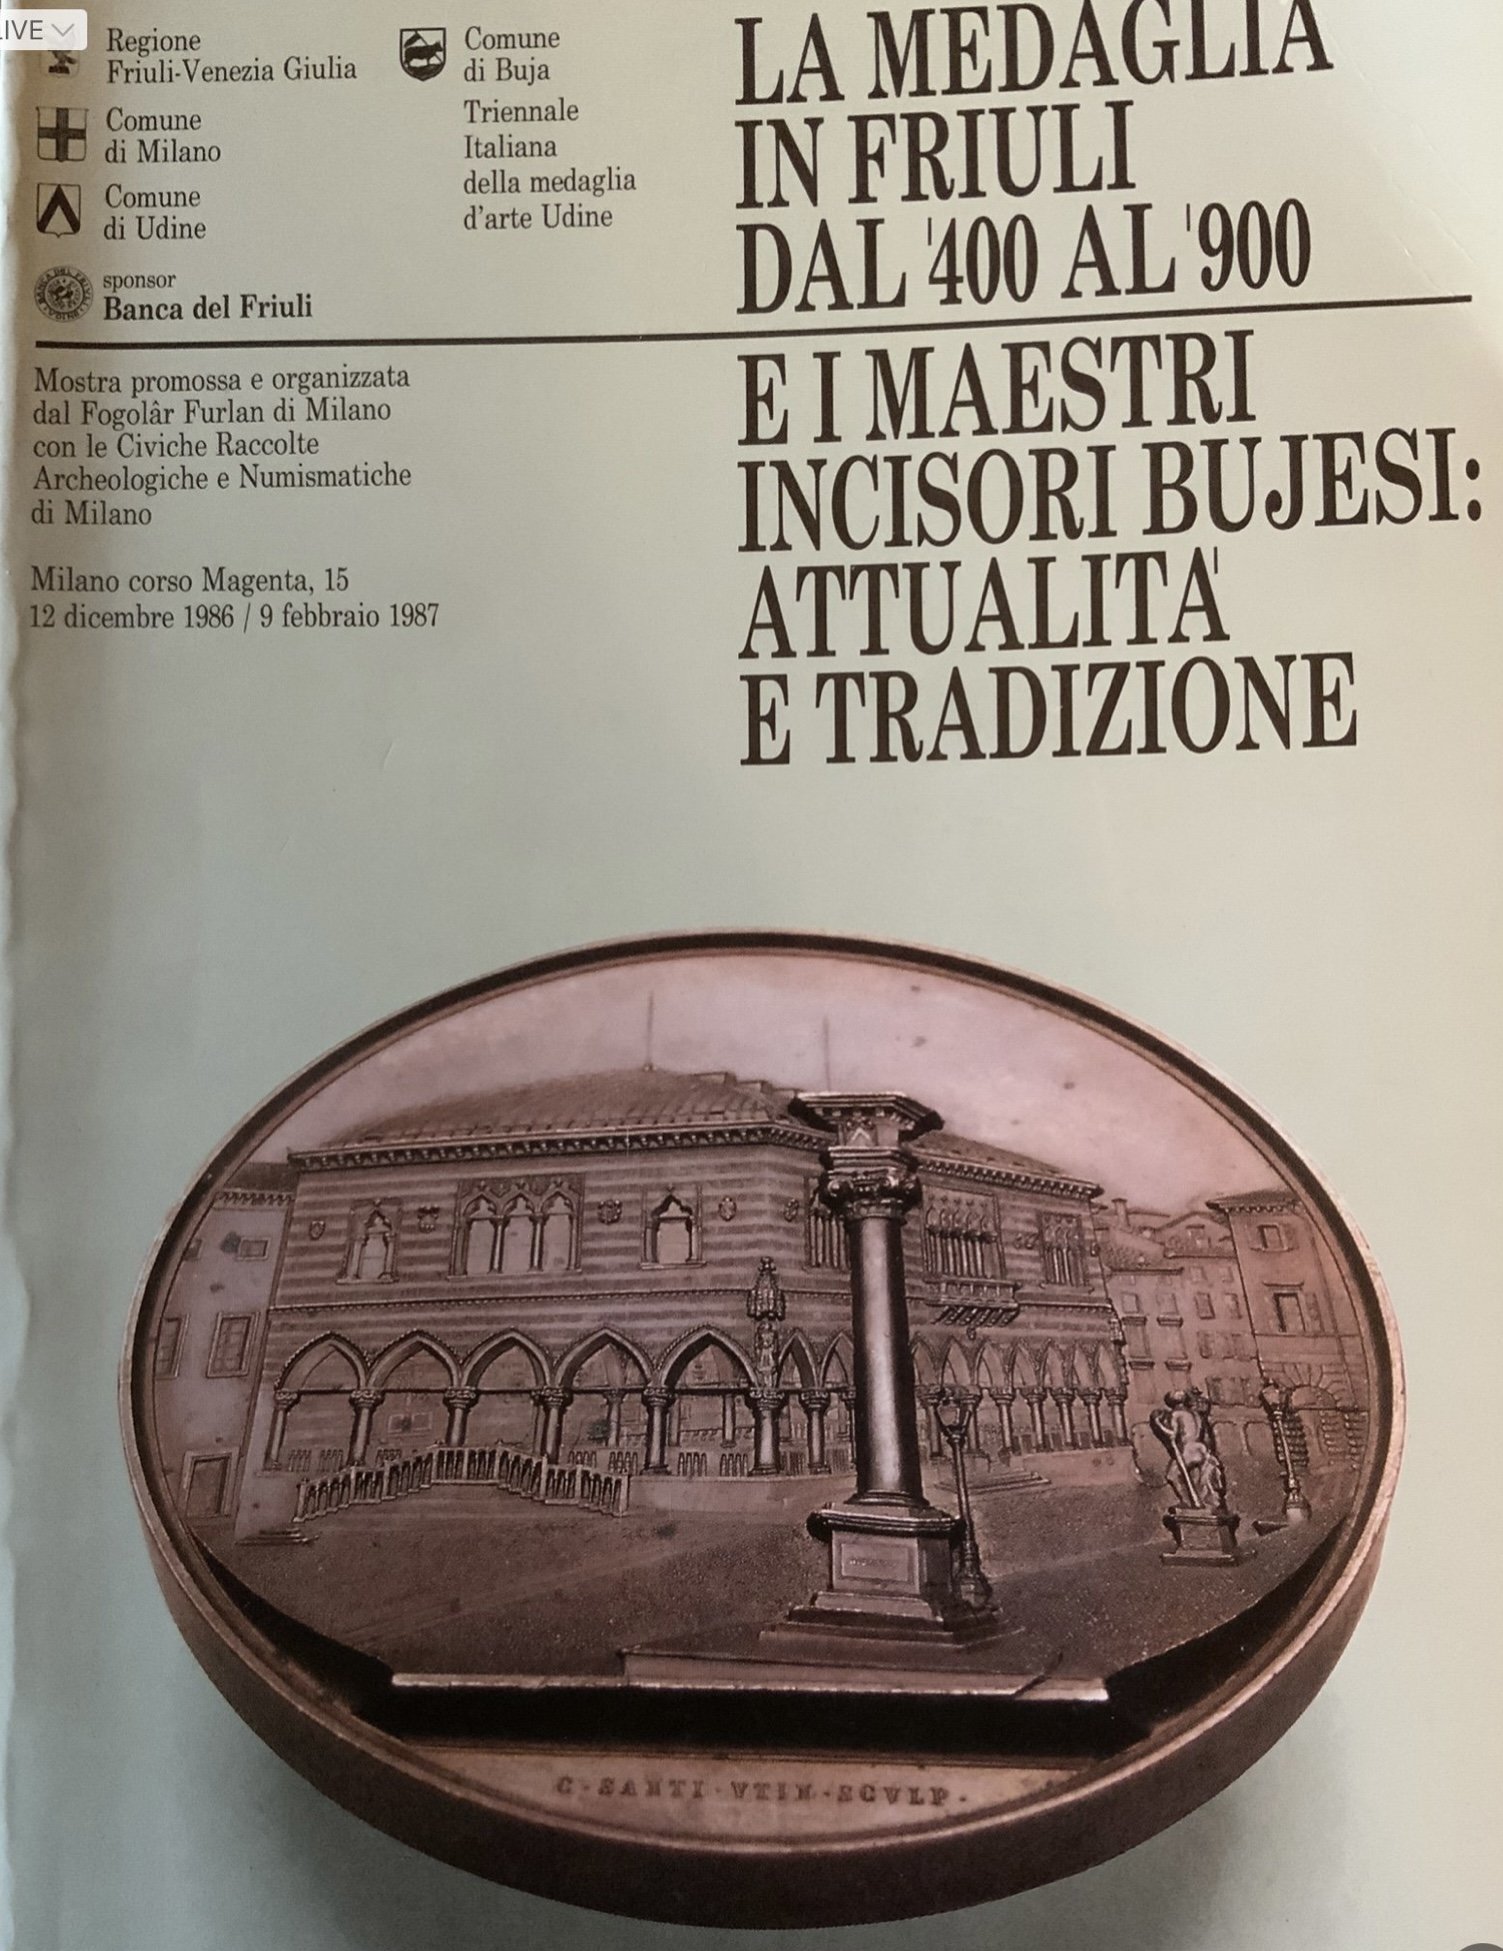 LIVE
Regione
Friuli-Venezia Giulia
Comune
di Milano
Comune
di Udine
sponsor
Banca del Friuli
Comune
di Buja
Triennale
Italiana
della medaglia
d'arte Udine
LA MEDAGLIA
IN FRIULI
DAL '400 AL '900
E I MAESTRI
INCISORI BUJESI:
ATTUALITA'
E TRADIZIONE
Mostra promossa e organizzata
dal Fogolâr Furlan di Milano
con le Civiche Raccolte
Archeologiche e Numismatiche
di Milano
Milano corso Magenta, 15
12 dicembre 1986 / 9 febbraio 1987
C · SANTI · VTIN · SCVLP ·